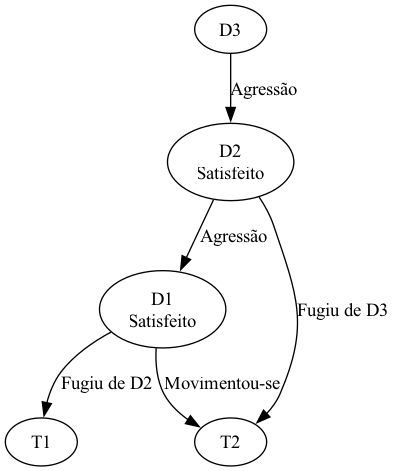 D3
Agressão
D2
Satisfeito
Agressão
D1
Satisfeito
Fugiu de D3
Fugiu de D2
Movimentou-se
T1
T2